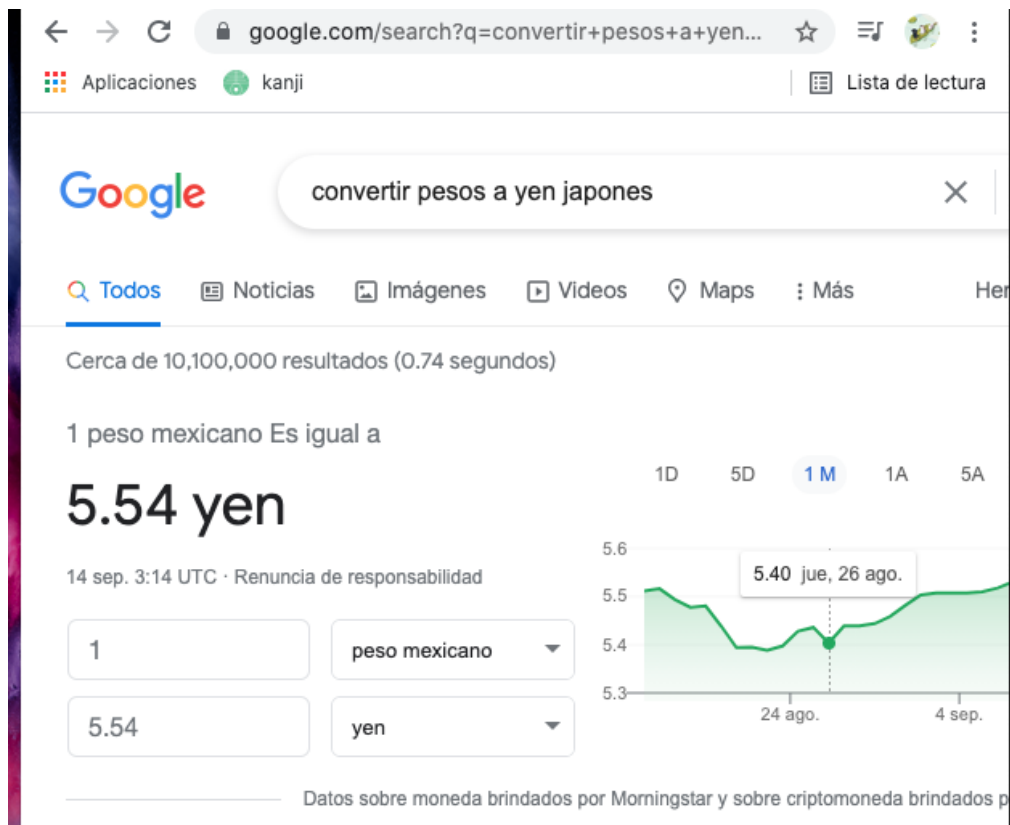 google.com/search?q=convertir+pesos+a+yen...
Aplicaciones kanji Lista de lectura
Google convertir pesos a yen japones
Todos Noticias Imágenes Videos Maps Más Her
Cerca de 10,100,000 resultados (0.74 segundos)
1 peso mexicano Es igual a
5.54 yen
14 sep. 3:14 UTC · Renuncia de responsabilidad
1 peso mexicano
5.54 yen
1D 5D 1 M 1A 5A
5.6
5.40 jue, 26 ago.
5.5
5.4
5.3
24 ago. 4 sep.
Datos sobre moneda brindados por Morningstar y sobre criptomoneda brindados p